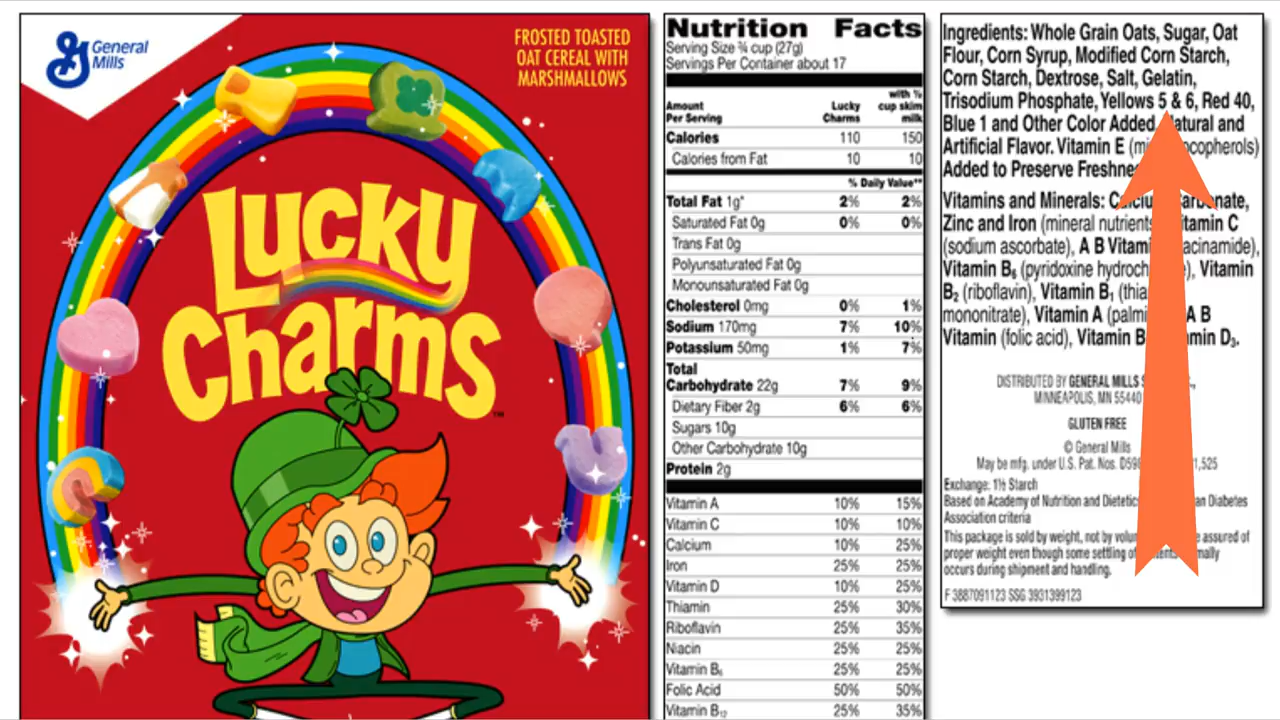 General
Mills
FROSTED TOASTED
OAT CEREAL WITH
MARSHMALLOWS
Lucky
Charms
™
Nutrition Facts
Serving Size ¾ cup (27g)
Servings Per Container about 17
Amount Per Serving Lucky Charms with ¾ cup skim milk
Calories 110 150
Calories from Fat 10 10
% Daily Value**
Total Fat 1g* 2% 2%
Saturated Fat 0g 0% 0%
Trans Fat 0g
Polyunsaturated Fat 0g
Monounsaturated Fat 0g
Cholesterol 0mg 0% 1%
Sodium 170mg 7% 10%
Potassium 50mg 1% 7%
Total
Carbohydrate 22g 7% 9%
Dietary Fiber 2g 6% 6%
Sugars 10g
Other Carbohydrate 10g
Protein 2g
Vitamin A 10% 15%
Vitamin C 10% 10%
Calcium 10% 25%
Iron 25% 25%
Vitamin D 10% 25%
Thiamin 25% 30%
Riboflavin 25% 35%
Niacin 25% 25%
Vitamin B₆ 25% 25%
Folic Acid 50% 50%
Vitamin B₁₂ 25% 35%
Ingredients: Whole Grain Oats, Sugar, Oat
Flour, Corn Syrup, Modified Corn Starch,
Corn Starch, Dextrose, Salt, Gelatin,
Trisodium Phosphate, Yellows 5 & 6, Red 40,
Blue 1 and Other Color Added, Natural and
Artificial Flavor. Vitamin E
Added to Preserve
Vitamins and Minerals:
Zinc and Iron (mineral nutrients Vitamin C
(sodium ascorbate), A B
Vitamin B₆ (pyridoxine Vitamin
B₂ (riboflavin), Vitamin B₁
mononitrate), Vitamin A A B
Vitamin (folic acid), Vitamin D₃.
DISTRIBUTED BY GENERAL MILLS
MINNEAPOLIS, MN 55440
GLUTEN FREE
© General Mills
May be mfg. under U.S. Pat. Nos.
Exchange: 1½ Starch
Based on Academy of Nutrition and Diabetes
Association criteria
This package is sold by weight, not by assured of
proper weight even though some settling of
occurs during shipment and handling.
F 3887091123 SSG 3931399123